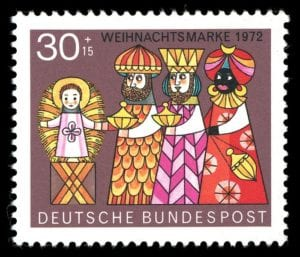 30 + 15
WEIHNACHTSMARKE 1972
DEUTSCHE BUNDESPOST